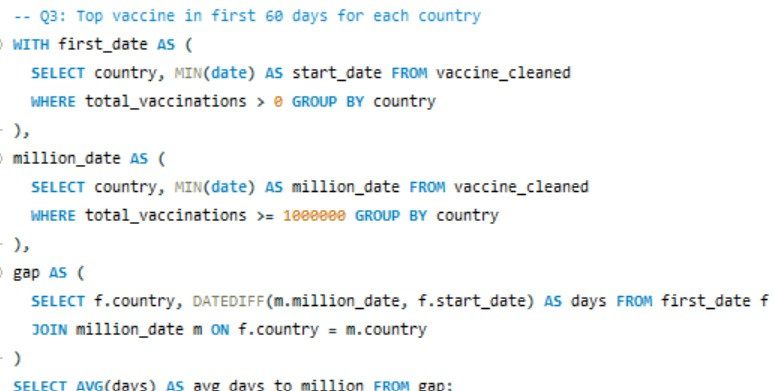 -- Q3: Top vaccine in first 60 days for each country
WITH first_date AS (
SELECT country, MIN(date) AS start_date FROM vaccine_cleaned
WHERE total_vaccinations > 0 GROUP BY country
),
million_date AS (
SELECT country, MIN(date) AS million_date FROM vaccine_cleaned
WHERE total_vaccinations >= 1000000 GROUP BY country
),
gap AS (
SELECT f.country, DATEDIFF(m.million_date, f.start_date) AS days FROM first_date f
JOIN million_date m ON f.country = m.country
)
SELECT AVG(days) AS avg_days_to_million FROM gap;